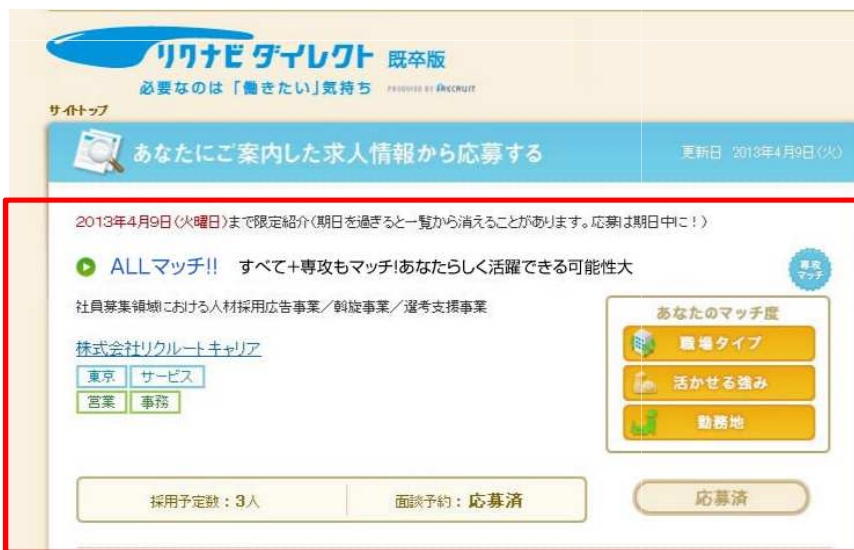 リクナビ ダイレクト 既卒版
必要なのは「働きたい」気持ち PRODUCED BY RECRUIT
サイトトップ
あなたにご案内した求人情報から応募する
更新日 2013年4月9日(火)
2013年4月9日(火曜日)まで限定紹介(期日を過ぎると一覧から消えることがあります。応募は期日中に!)
ALLマッチ!! すべて+専攻もマッチ!あなたらしく活躍できる可能性大
専攻
マッチ
社員募集領域における人材採用広告事業/斡旋事業/選考支援事業
あなたのマッチ度
職場タイプ
株式会社リクルートキャリア
東京 サービス
活かせる強み
営業 事務
勤務地
採用予定数:3人 面談予約:応募済 応募済